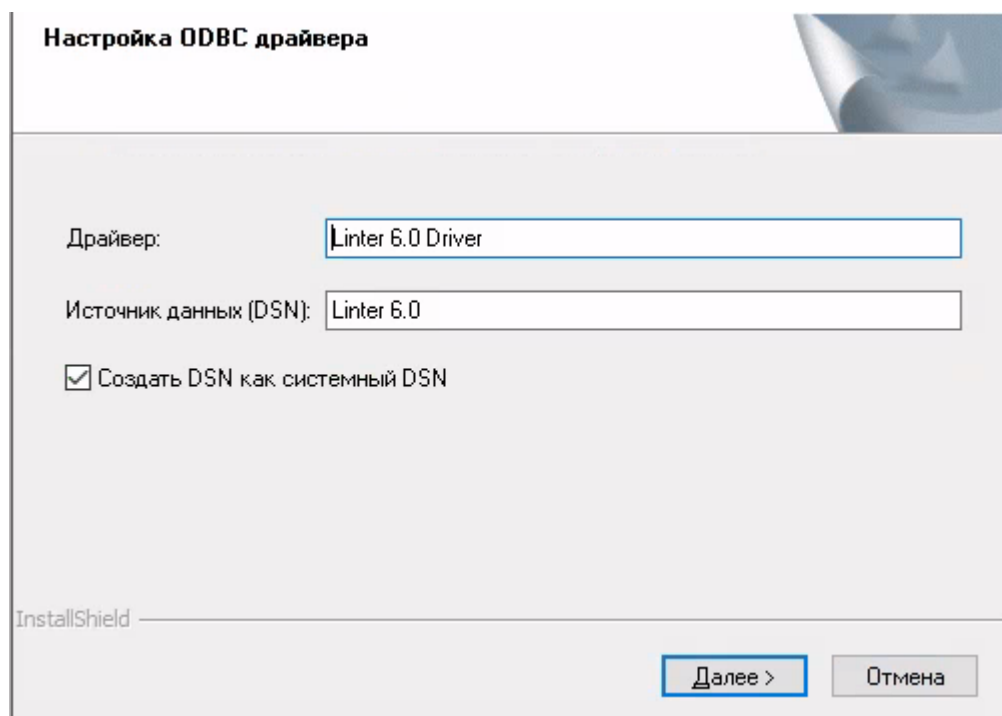 Настройка ODBC драйвера
Драйвер: Linter 6.0 Driver
Источник данных (DSN): Linter 6.0
Создать DSN как системный DSN
InstallShield
Далее > Отмена